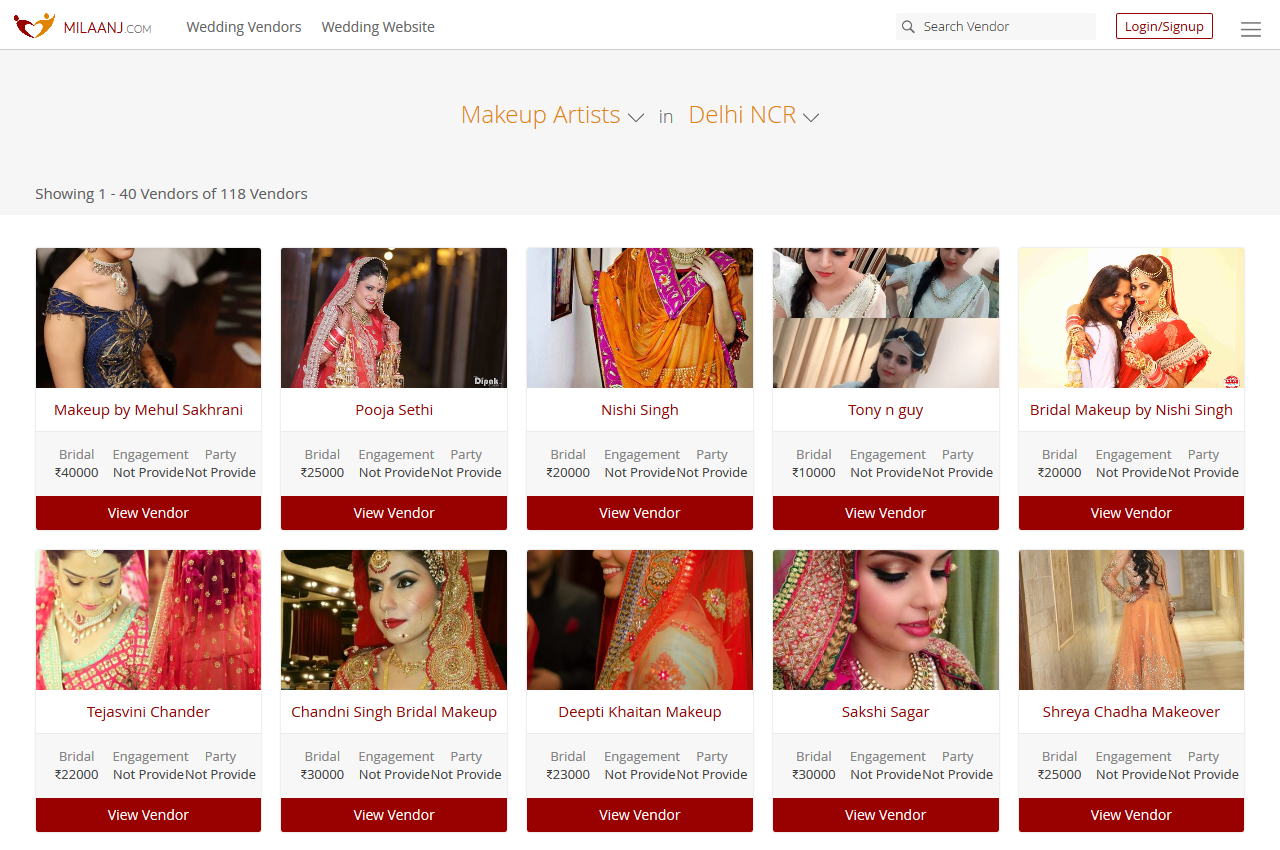 MILAANJ.COM Wedding Vendors Wedding Website Search Vendor Login/Signup
Makeup Artists in Delhi NCR
Showing 1 - 40 Vendors of 118 Vendors
Dipak
Makeup by Mehul Sakhrani Pooja Sethi Nishi Singh Tony n guy Bridal Makeup by Nishi Singh
Bridal Engagement Party Bridal Engagement Party Bridal Engagement Party Bridal Engagement Party Bridal Engagement Party
₹40000 Not Provide Not Provide ₹25000 Not Provide Not Provide ₹20000 Not Provide Not Provide ₹10000 Not Provide Not Provide ₹20000 Not Provide Not Provide
View Vendor View Vendor View Vendor View Vendor View Vendor
Tejasvini Chander Chandni Singh Bridal Makeup Deepti Khaitan Makeup Sakshi Sagar Shreya Chadha Makeover
Bridal Engagement Party Bridal Engagement Party Bridal Engagement Party Bridal Engagement Party Bridal Engagement Party
₹22000 Not Provide Not Provide ₹30000 Not Provide Not Provide ₹23000 Not Provide Not Provide ₹30000 Not Provide Not Provide ₹25000 Not Provide Not Provide
View Vendor View Vendor View Vendor View Vendor View Vendor